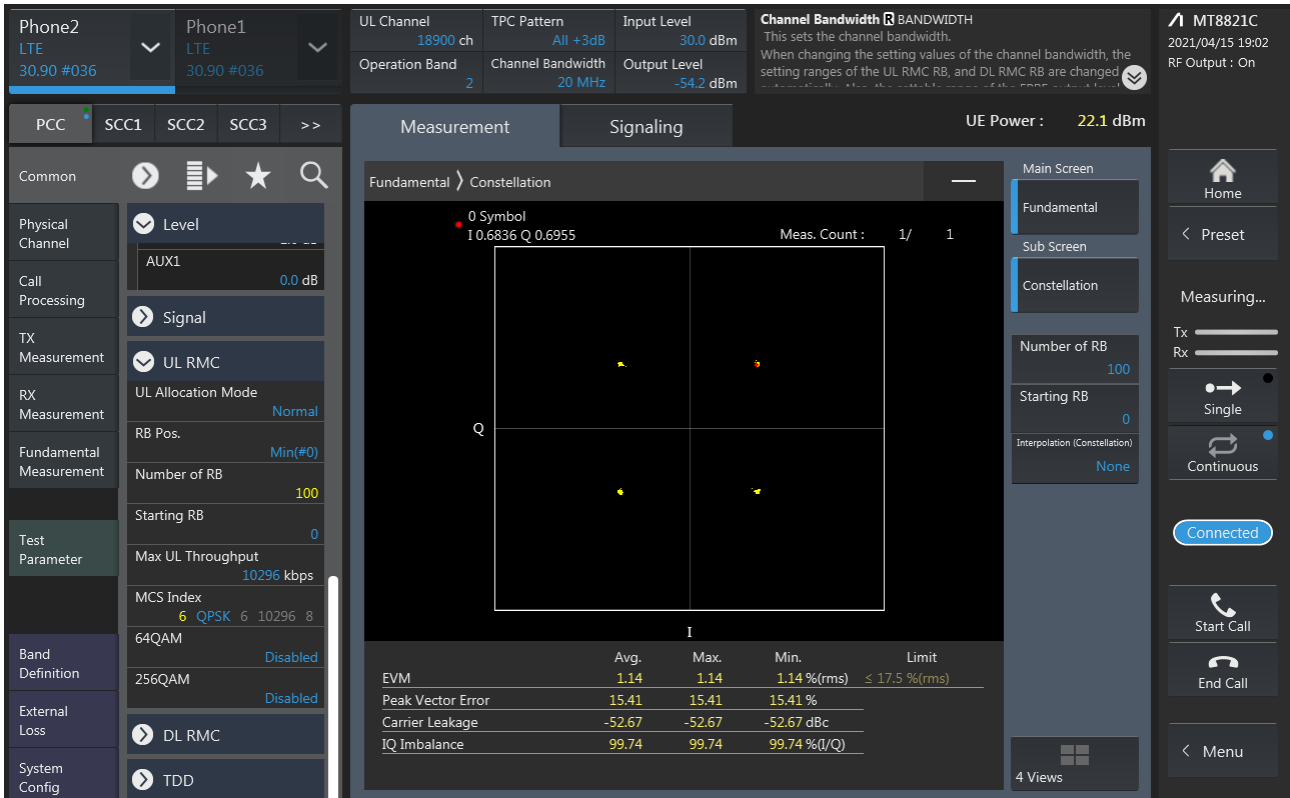 Phone2
LTE
30.90 #036
Phone1
LTE
30.90 #036
UL Channel
18900 ch
TPC Pattern
All +3dB
Input Level
30.0 dBm
Operation Band
2
Channel Bandwidth
20 MHz
Output Level
-54.2 dBm
Channel Bandwidth R BANDWIDTH
This sets the channel bandwidth.
When changing the setting values of the channel bandwidth, the
setting ranges of the UL RMC RB, and DL RMC RB are changed
MT8821C
2021/04/15 19:02
RF Output : On
PCC
SCC1
SCC2
SCC3
>>
Measurement
Signaling
UE Power : 22.1 dBm
Common
Physical
Channel
Call
Processing
TX
Measurement
RX
Measurement
Fundamental
Measurement
Test
Parameter
Band
Definition
External
Loss
System
Config
Level
AUX1
0.0 dB
Signal
UL RMC
UL Allocation Mode
Normal
RB Pos.
Min(#0)
Number of RB
100
Starting RB
0
Max UL Throughput
10296 kbps
MCS Index
6 QPSK 6 10296 8
64QAM
Disabled
256QAM
Disabled
DL RMC
TDD
Fundamental 〉 Constellation
0 Symbol
I 0.6836 Q 0.6955
Meas. Count : 1/ 1
Q
I
Avg. Max. Min. Limit
EVM 1.14 1.14 1.14 %(rms) ≤ 17.5 %(rms)
Peak Vector Error 15.41 15.41 15.41 %
Carrier Leakage -52.67 -52.67 -52.67 dBc
IQ Imbalance 99.74 99.74 99.74 %(I/Q)
Main Screen
Fundamental
Sub Screen
Constellation
Number of RB
100
Starting RB
0
Interpolation (Constellation)
None
4 Views
Home
< Preset
Measuring...
Tx
Rx
Single
Continuous
Connected
Start Call
End Call
< Menu